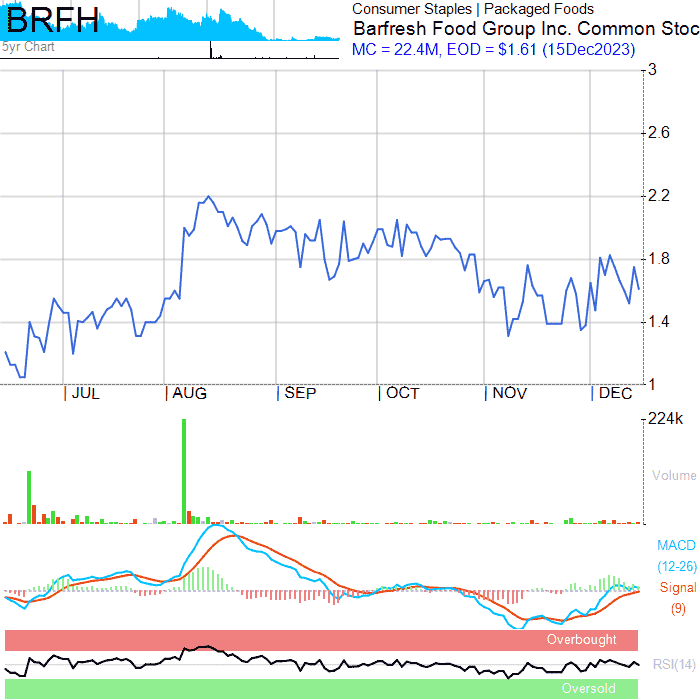 BRFH
5yr Chart
Consumer Staples | Packaged Foods
Barfresh Food Group Inc. Common Stoc
MC = 22.4M, EOD = $1.61 (15Dec2023)
3
2.6
2.2
1.8
1.4
1
| JUL | AUG | SEP | OCT | NOV | DEC
224k
Volume
MACD
(12-26)
Signal
(9)
Overbought
RSI(14)
Oversold